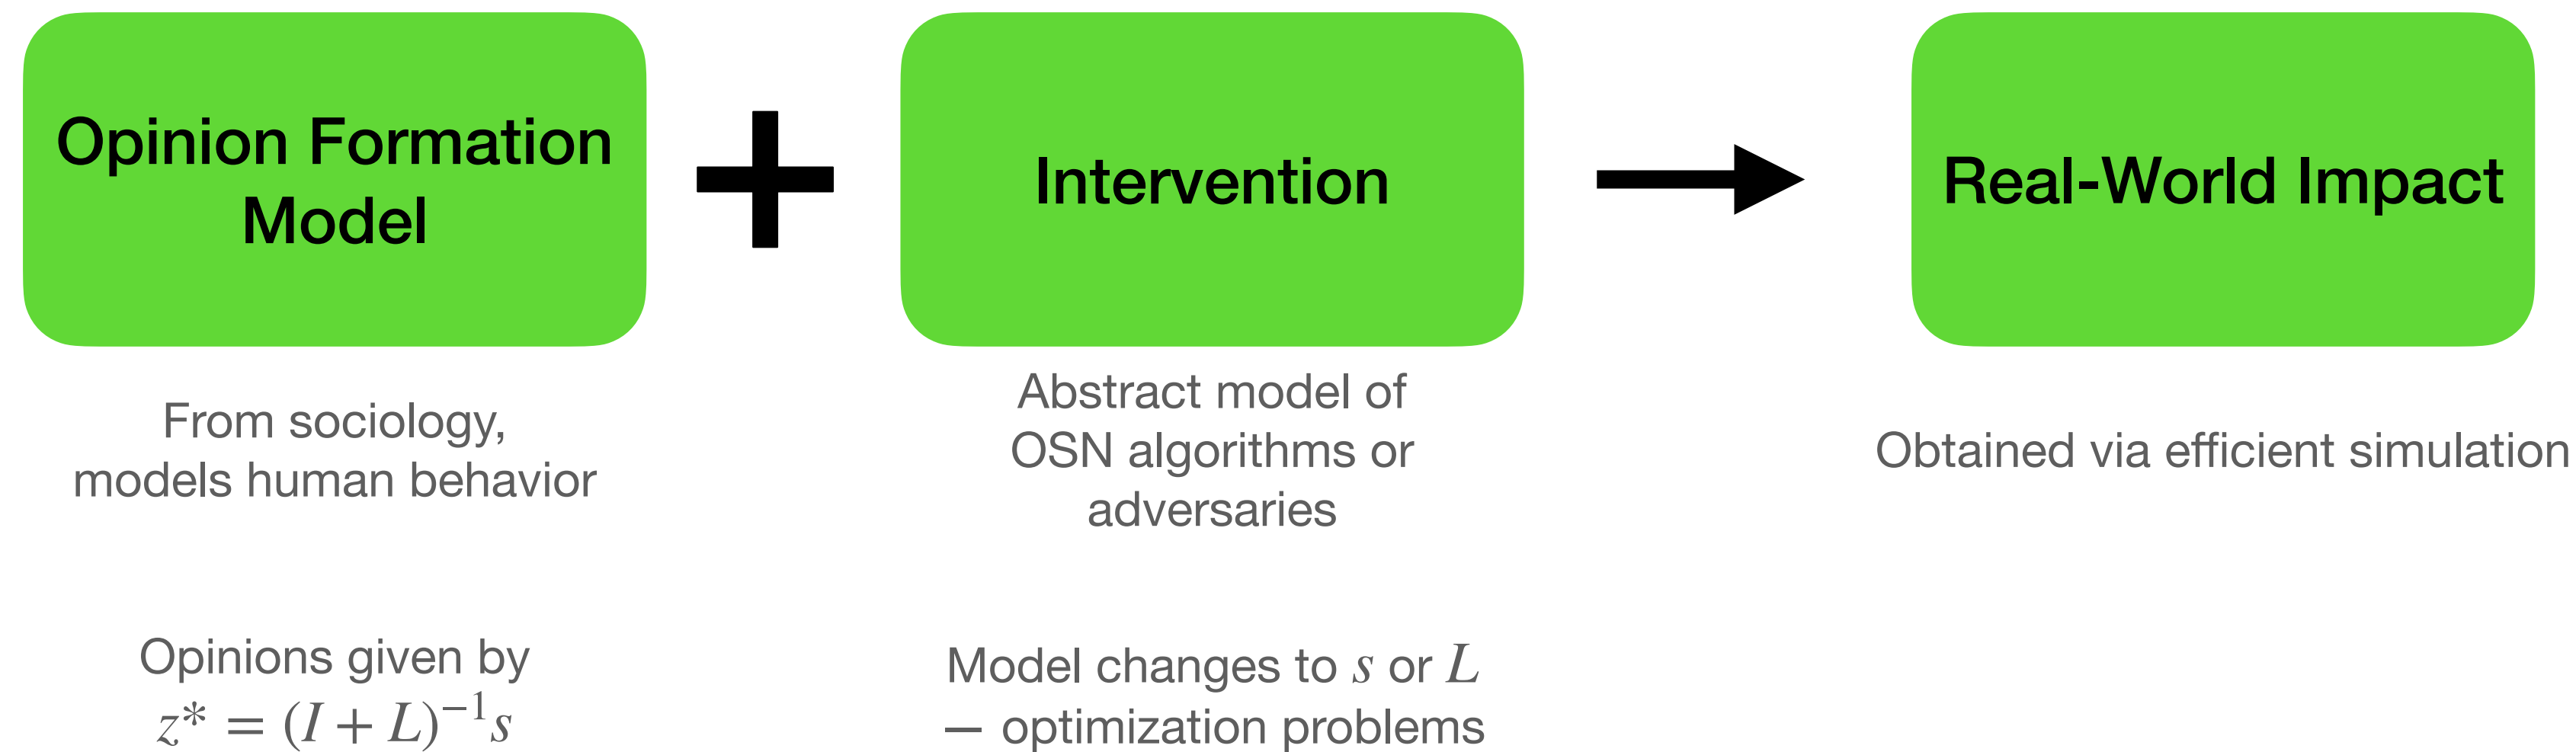 Opinion Formation
Model
+
Intervention
Real-World Impact
From sociology,
models human behavior
Abstract model of
OSN algorithms or
adversaries
Obtained via efficient simulation
Opinions given by
z* = (I + L)⁻¹s
Model changes to s or L
— optimization problems